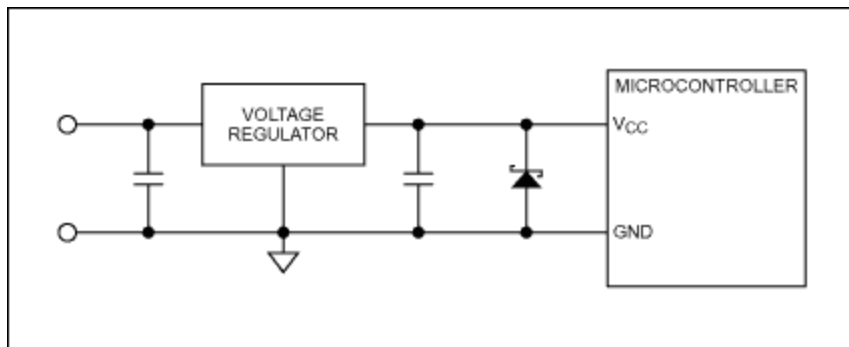 MICROCONTROLLER
VOLTAGE
REGULATOR
VCC
GND